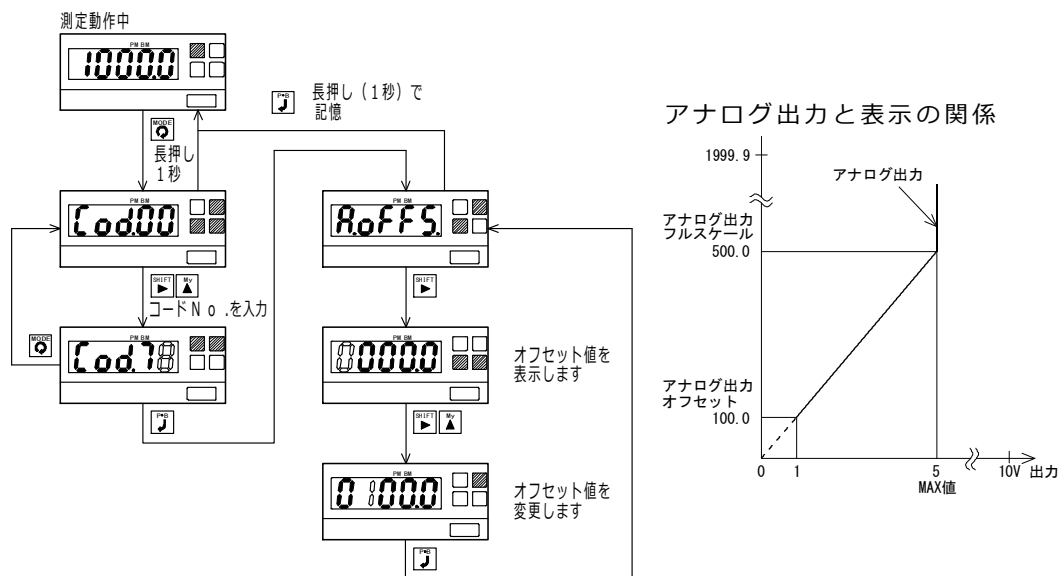 測定動作中
PM BM
1000.0
MODE
長押し
1秒
P•B
長押し(1秒)で
記憶
PM BM
Cod.00
SHIFT
My
コードNo.を入力
MODE
PM BM
Cod.78
P•B
PM BM
A.oFFS.
SHIFT
PM BM
0000.0
オフセット値を
表示します
SHIFT
My
PM BM
0100.0
オフセット値を
変更します
P•B
アナログ出力と表示の関係
1999.9
アナログ出力
アナログ出力
フルスケール
500.0
アナログ出力
オフセット
100.0
0
1
5
10V
出力
MAX値